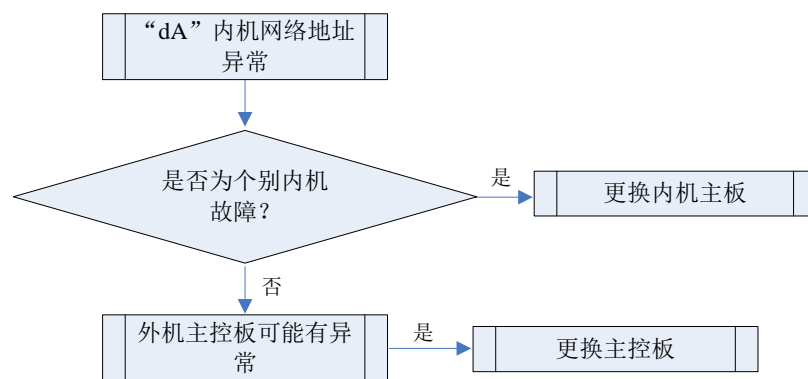 “dA”内机网络地址
异常
是否为个别内机
故障？
是
更换内机主板
否
外机主控板可能有异
常
是
更换主控板